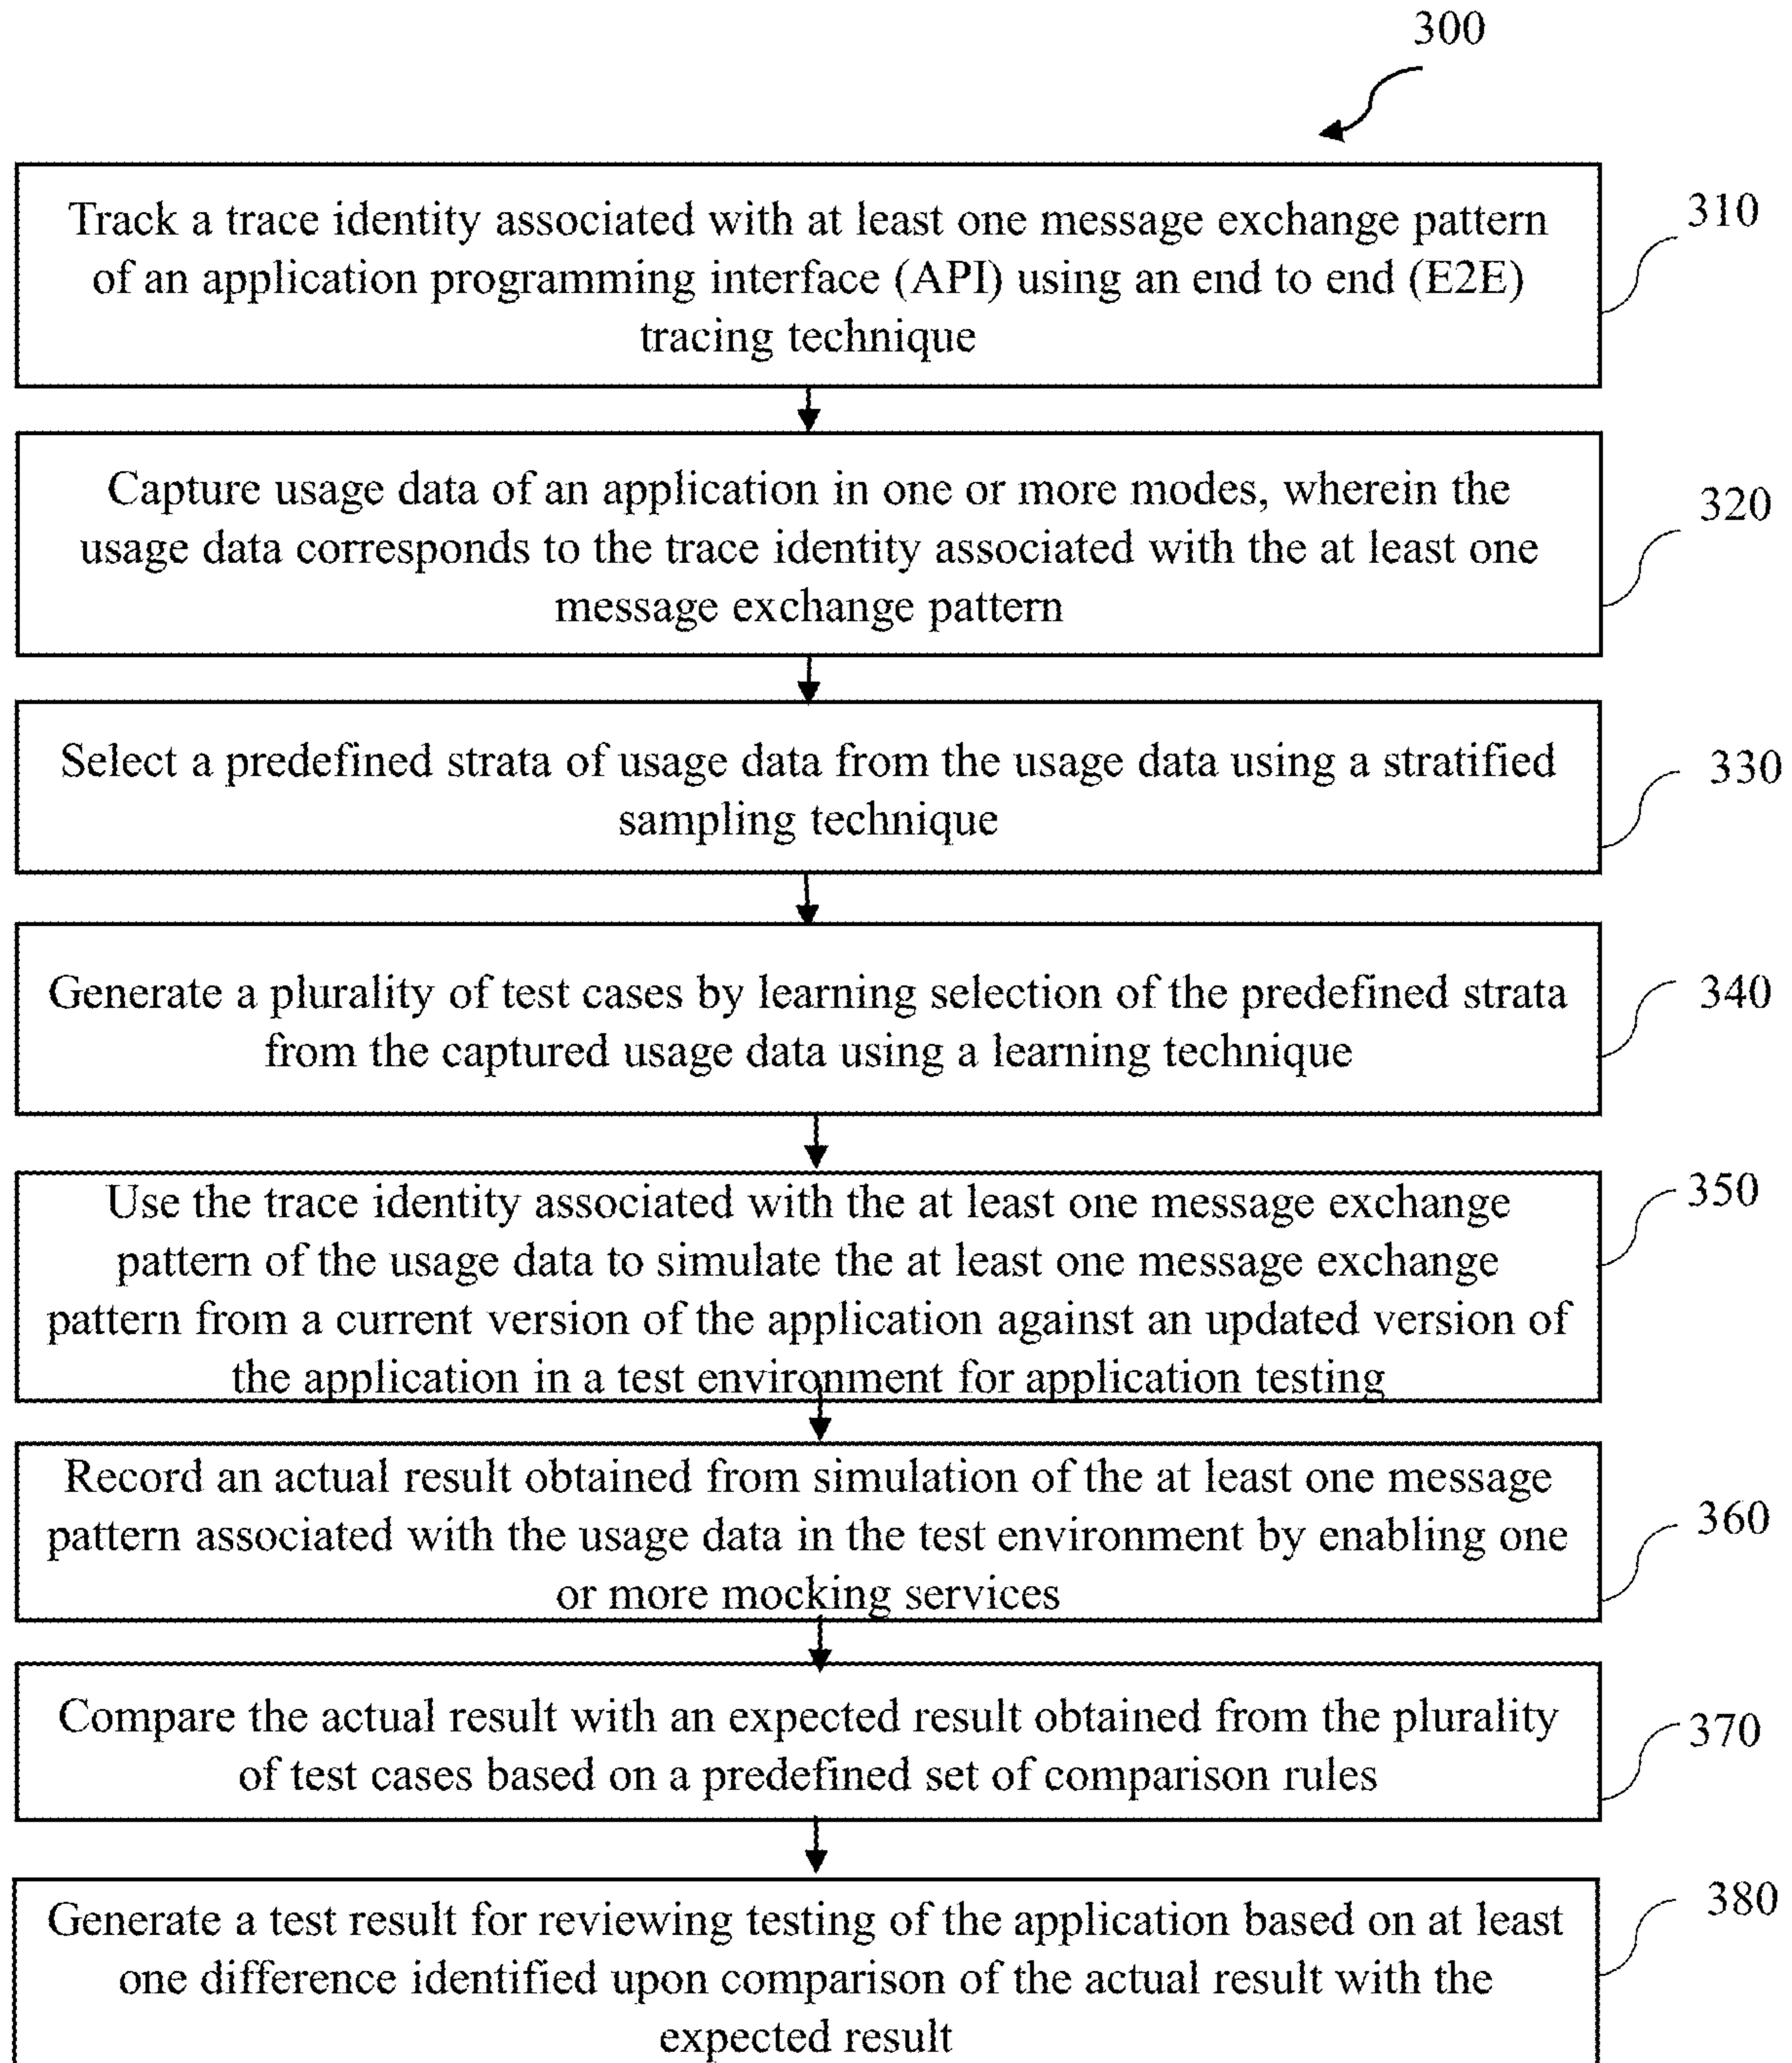 300
Track a trace identity associated with at least one message exchange pattern
of an application programming interface (API) using an end to end (E2E)
tracing technique
310
Capture usage data of an application in one or more modes, wherein the
usage data corresponds to the trace identity associated with the at least one
message exchange pattern
320
Select a predefined strata of usage data from the usage data using a stratified
sampling technique
330
Generate a plurality of test cases by learning selection of the predefined strata
from the captured usage data using a learning technique
340
Use the trace identity associated with the at least one message exchange
pattern of the usage data to simulate the at least one message exchange
pattern from a current version of the application against an updated version of
the application in a test environment for application testing
350
Record an actual result obtained from simulation of the at least one message
pattern associated with the usage data in the test environment by enabling one
or more mocking services
360
Compare the actual result with an expected result obtained from the plurality
of test cases based on a predefined set of comparison rules
370
Generate a test result for reviewing testing of the application based on at least
one difference identified upon comparison of the actual result with the
expected result
380